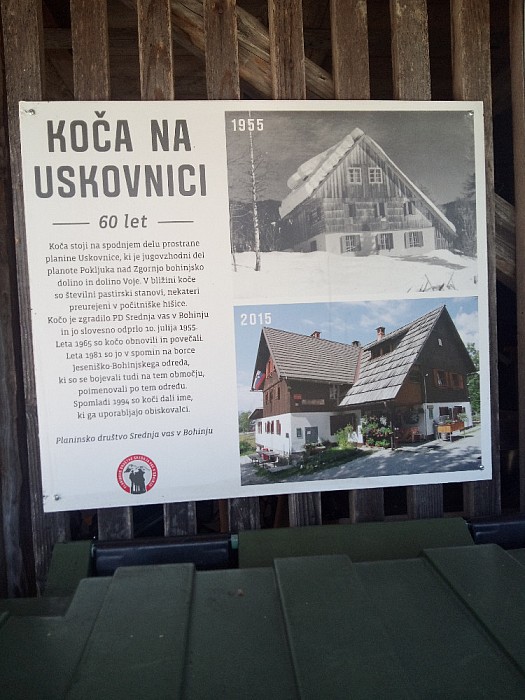 KOČA NA
USKOVNICI
60 let
Koča stoji na spodnjem delu prostrane
planine Uskovnice, ki je jugovzhodni del
planote Pokljuka nad Zgornjo bohinjsko
dolino in dolino Voje. V bližini koče
so številni pastirski stanovi, nekateri
preurejeni v počitniške hišice.
Kočo je zgradilo PD Srednja vas v Bohinju
in jo slovesno odprlo 10. julija 1955.
Leta 1965 so kočo obnovili in povečali.
Leta 1981 so jo v spomin na borce
Jeseniško-Bohinjskega odreda,
ki so se bojevali tudi na tem območju,
poimenovali po tem odredu.
Spomladi 1994 so koči dali ime,
ki ga uporabljajo obiskovalci.
Planinsko društvo Srednja vas v Bohinju
1955
2015